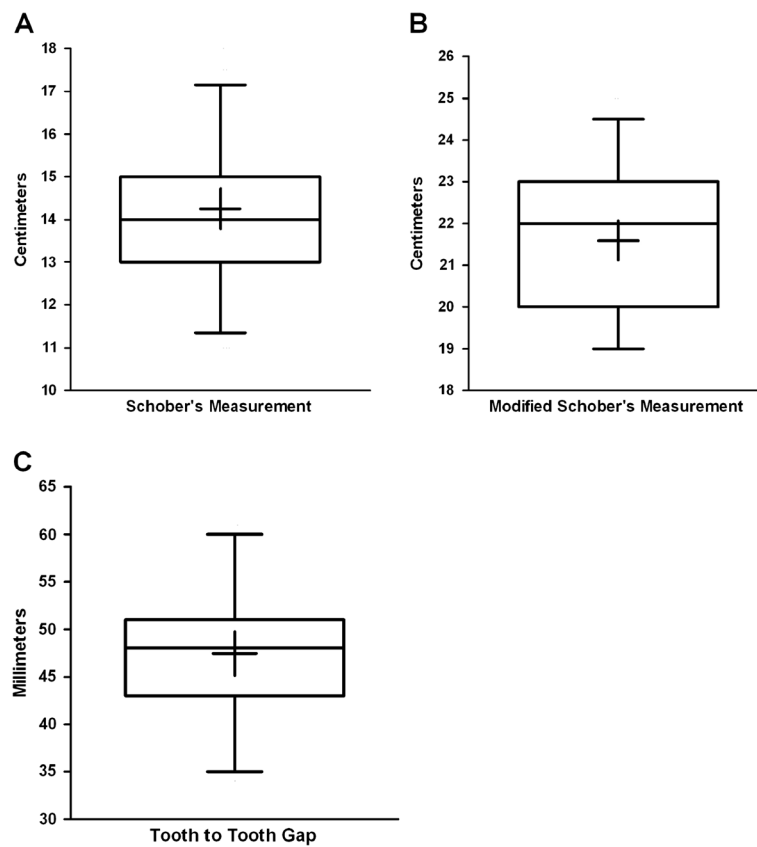 A
B
18
17
16
15
14
13
12
11
10
Centimeters
Schober's Measurement
26
25
24
23
22
21
20
19
18
Centimeters
Modified Schober's Measurement
C
65
60
55
50
45
40
35
30
Millimeters
Tooth to Tooth Gap